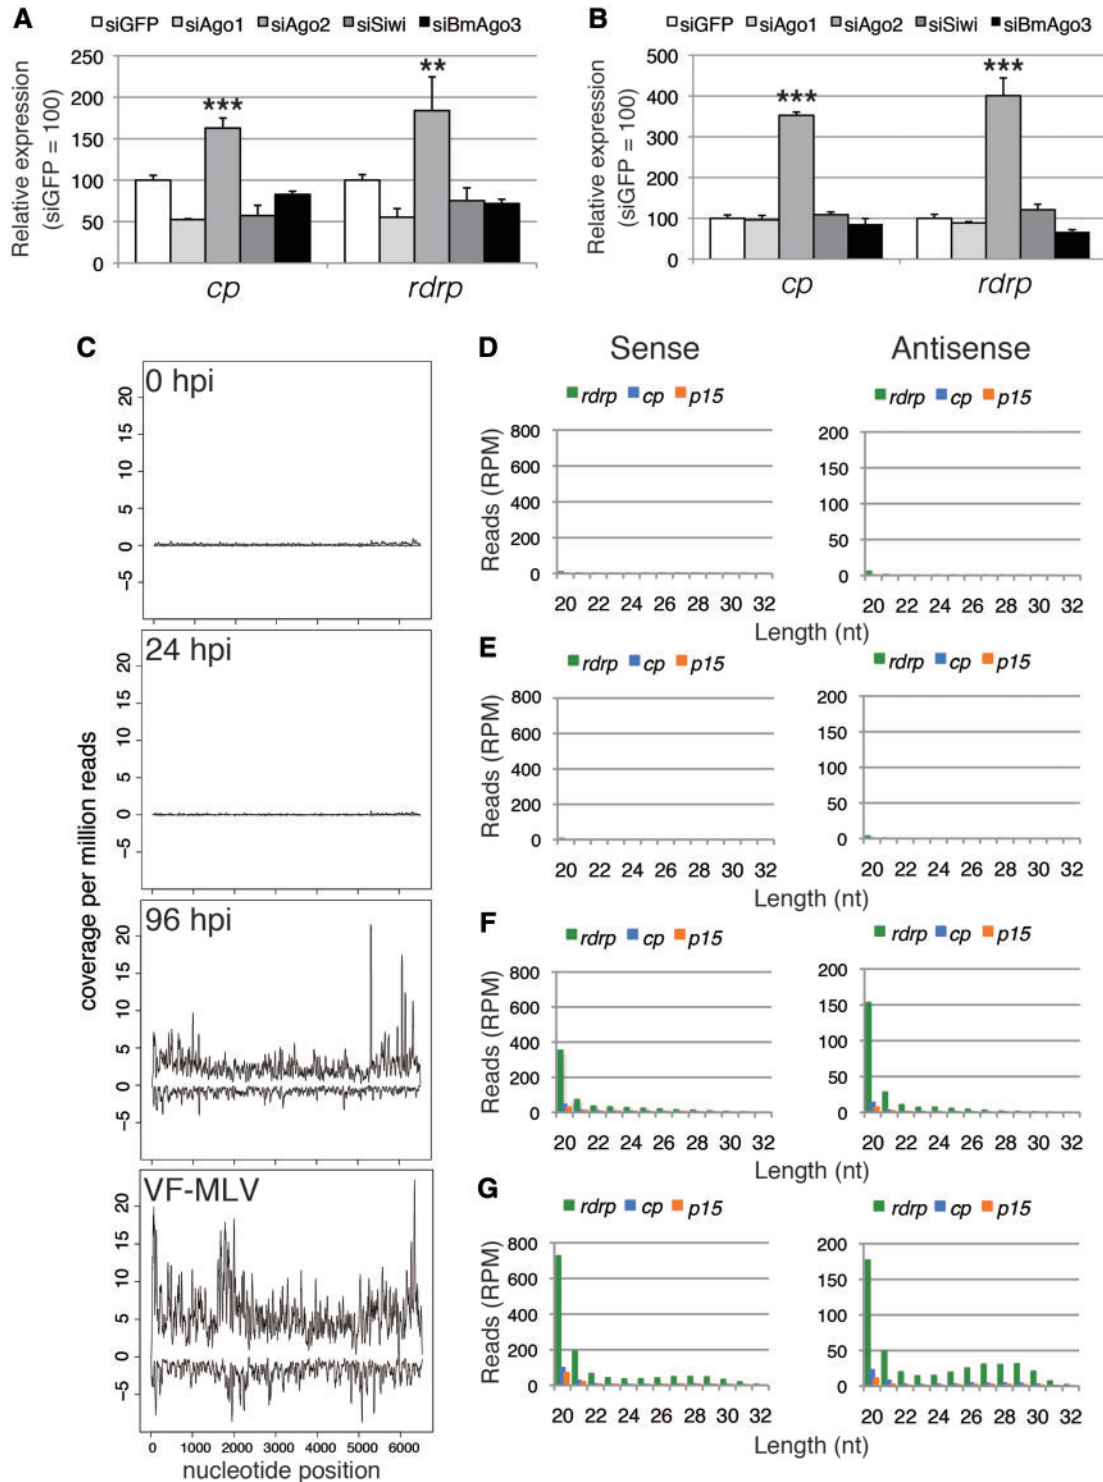 A
siGFP siAgo1 siAgo2 siSiwi siBmAgo3
Relative expression
(siGFP = 100)
250
200
150
100
50
0
***
**
cp rdrp
B
siGFP siAgo1 siAgo2 siSiwi siBmAgo3
Relative expression
(siGFP = 100)
500
400
300
200
100
0
***
***
cp rdrp
C
coverage per million reads
0 hpi
20
15
10
5
0
−5
24 hpi
20
15
10
5
0
−5
96 hpi
20
15
10
5
0
−5
VF-MLV
20
15
10
5
0
−5
0 1000 2000 3000 4000 5000 6000
nucleotide position
D
Sense Antisense
rdrp cp p15
Reads (RPM)
800
600
400
200
0
20 22 24 26 28 30 32
rdrp cp p15
200
150
100
50
0
20 22 24 26 28 30 32
Length (nt)
E
rdrp cp p15
Reads (RPM)
800
600
400
200
0
20 22 24 26 28 30 32
rdrp cp p15
200
150
100
50
0
20 22 24 26 28 30 32
Length (nt)
F
rdrp cp p15
Reads (RPM)
800
600
400
200
0
20 22 24 26 28 30 32
rdrp cp p15
200
150
100
50
0
20 22 24 26 28 30 32
Length (nt)
G
rdrp cp p15
Reads (RPM)
800
600
400
200
0
20 22 24 26 28 30 32
rdrp cp p15
200
150
100
50
0
20 22 24 26 28 30 32
Length (nt)